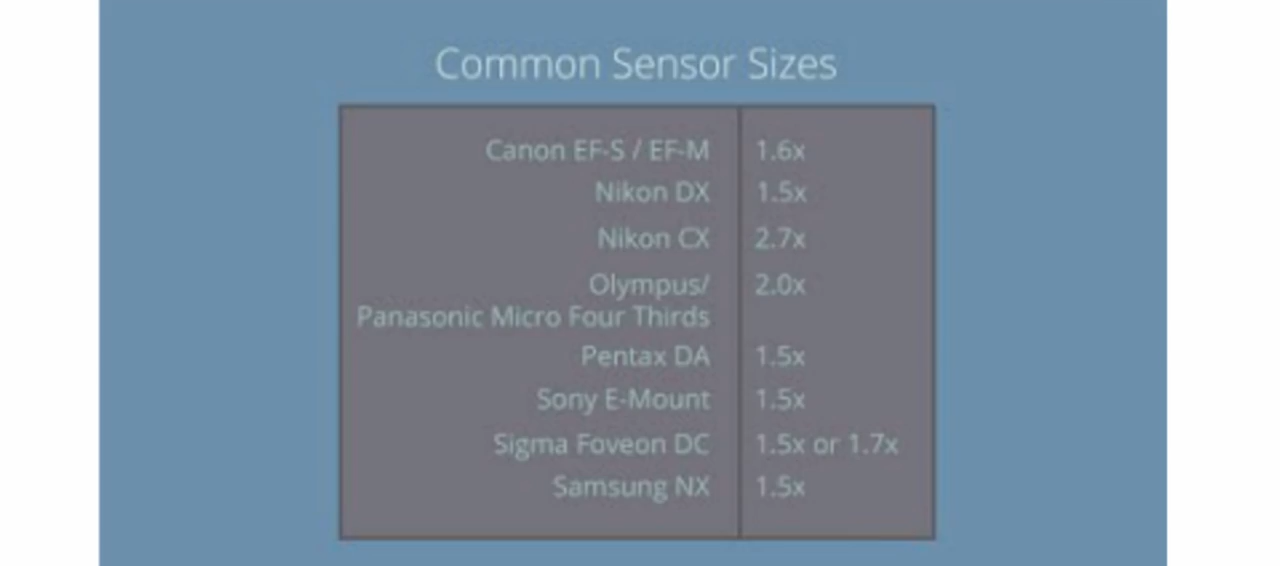 Common Sensor Sizes
Canon EF-S / EF-M 1.6x
Nikon DX 1.5x
Nikon CX 2.7x
Olympus/ 2.0x
Panasonic Micro Four Thirds
Pentax DA 1.5x
Sony E-Mount 1.5x
Sigma Foveon DC 1.5x or 1.7x
Samsung NX 1.5x